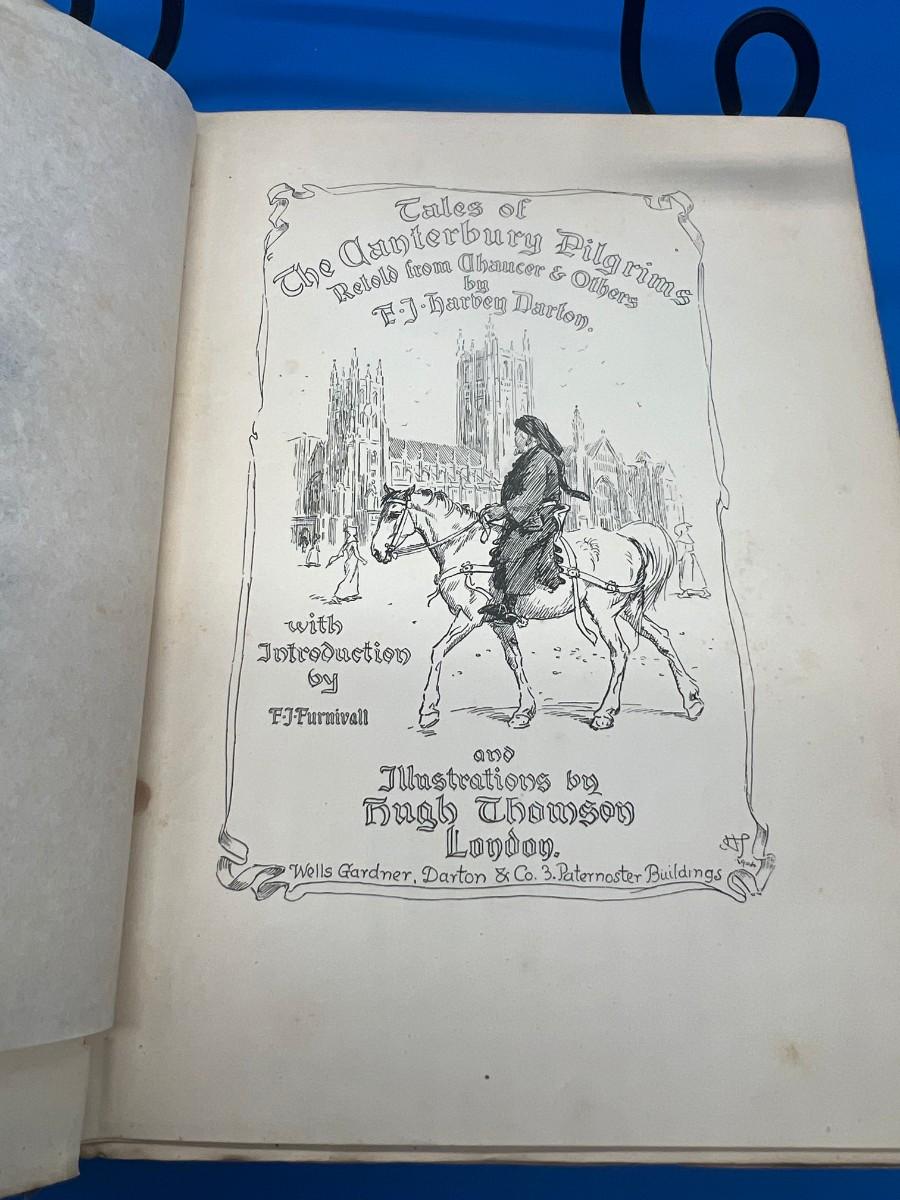 Tales of
The Canterbury Pilgrims
Retold from Chaucer & Others
by
F·J·Harvey Darton.
with
Introduction
by
F·J·Furnivall
and
Illustrations by
Hugh Thomson
London.
Wells Gardner, Darton & Co. 3. Paternoster Buildings